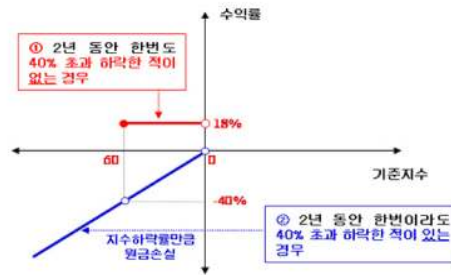 수익률
① 2년 동안 한번도
40% 초과 하락한 적이
없는 경우
18%
60
0
기준지수
-40%
지수하락률만큼
원금손실
② 2년 동안 한번이라도
40% 초과 하락한 적이 있는
경우